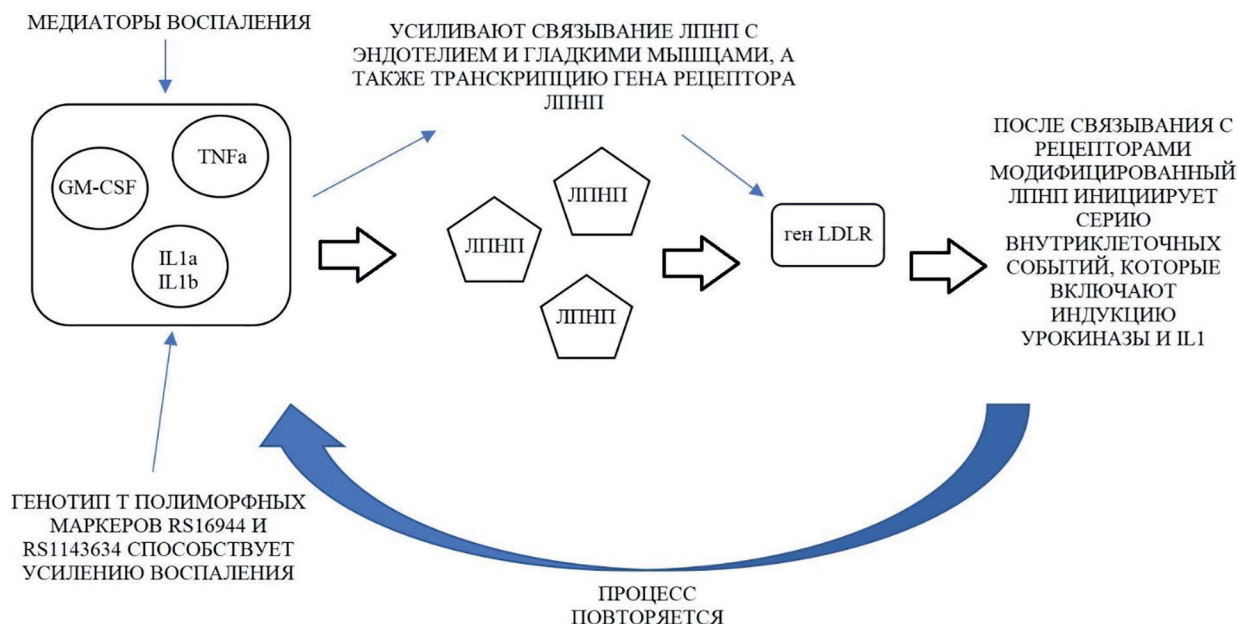 МЕДИАТОРЫ ВОСПАЛЕНИЯ
GM-CSF
TNFa
IL1a
IL1b
УСИЛИВАЮТ СВЯЗЫВАНИЕ ЛПНП С
ЭНДОТЕЛИЕМ И ГЛАДКИМИ МЫШЦАМИ, А
ТАКЖЕ ТРАНСКРИПЦИЮ ГЕНА РЕЦЕПТОРА
ЛПНП
ЛПНП
ЛПНП
ЛПНП
ген LDLR
ПОСЛЕ СВЯЗЫВАНИЯ С
РЕЦЕПТОРАМИ
МОДИФИЦИРОВАННЫЙ
ЛПНП ИНИЦИИРУЕТ
СЕРИЮ
ВНУТРИКЛЕТОЧНЫХ
СОБЫТИЙ, КОТОРЫЕ
ВКЛЮЧАЮТ
ИНДУКЦИЮ
УРОКИНАЗЫ И IL1
ГЕНОТИП Т ПОЛИМОРФНЫХ
МАРКЕРОВ RS16944 И
RS1143634 СПОСОБСТВУЕТ
УСИЛЕНИЮ ВОСПАЛЕНИЯ
ПРОЦЕСС
ПОВТОРЯЕТСЯ